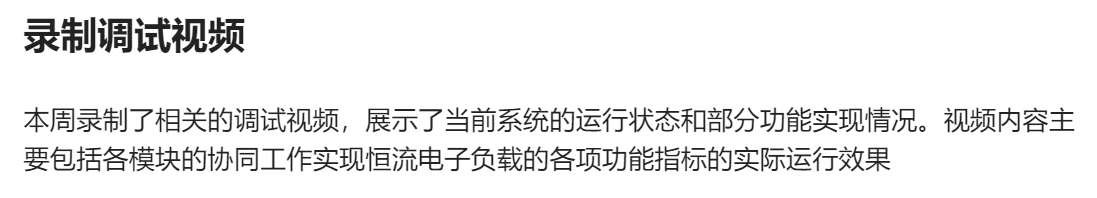 录制调试视频
本周录制了相关的调试视频，展示了当前系统的运行状态和部分功能实现情况。视频内容主
要包括各模块的协同工作实现恒流电子负载的各项功能指标的实际运行效果